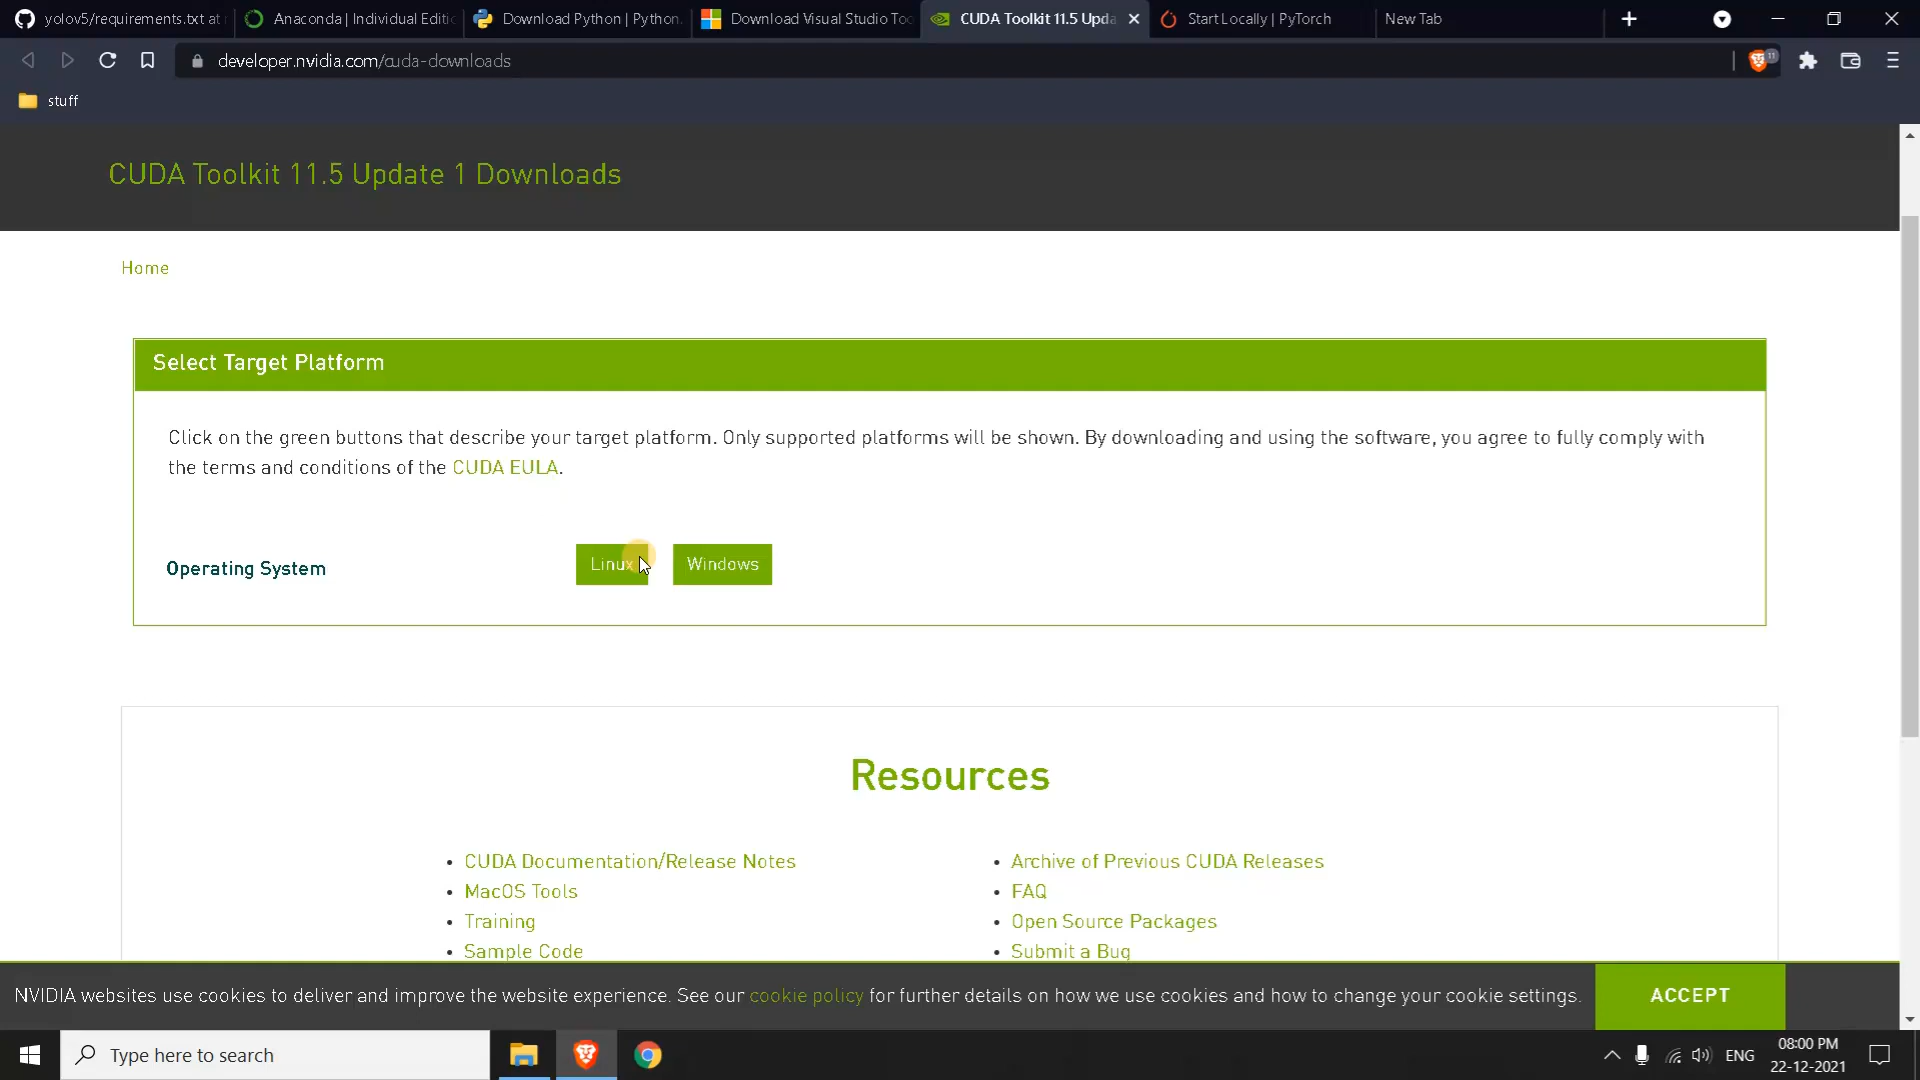 yolov5/requirements.txt at
Anaconda | Individual Editic
Download Python | Python.
Download Visual Studio Too
CUDA Toolkit 11.5 Upda
Start Locally | PyTorch
New Tab
developer.nvidia.com/cuda-downloads
11
stuff
CUDA Toolkit 11.5 Update 1 Downloads
Home
Select Target Platform
Click on the green buttons that describe your target platform. Only supported platforms will be shown. By downloading and using the software, you agree to fully comply with
the terms and conditions of the CUDA EULA.
Operating System
Linux
Windows
Resources
• CUDA Documentation/Release Notes
• MacOS Tools
• Training
• Sample Code
• Archive of Previous CUDA Releases
• FAQ
• Open Source Packages
• Submit a Bug
NVIDIA websites use cookies to deliver and improve the website experience. See our cookie policy for further details on how we use cookies and how to change your cookie settings.
ACCEPT
Type here to search
ENG
08:00 PM
22-12-2021